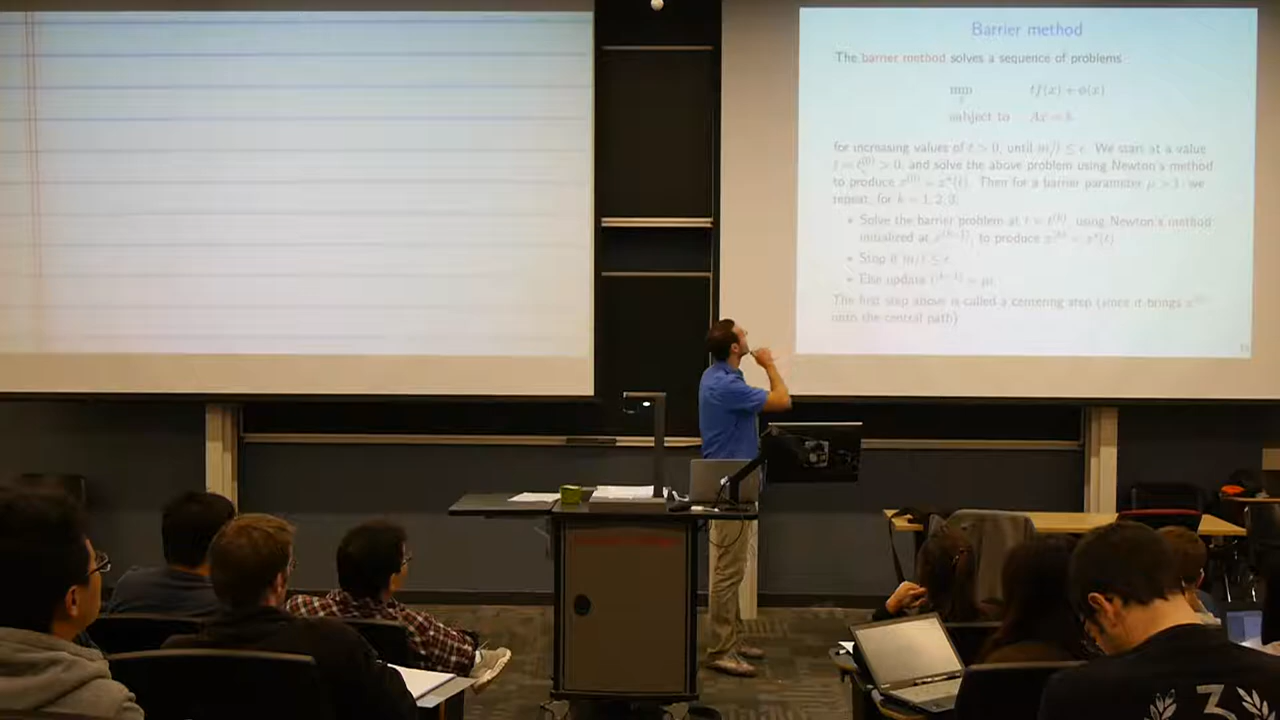 Barrier method
The barrier method solves a sequence of problems
min tf(x) + φ(x)
subject to Ax = b
for increasing values of t > 0, until m/t ≤ ε. We start at a value
t = t^(0) > 0, and solve the above problem using Newton's method
to produce x^(0) = x*(t). Then for a barrier parameter μ > 1, we
repeat, for k = 1, 2, 3,
• Solve the barrier problem at t = t^(k), using Newton's method
initialized at x^(k-1), to produce x^(k) = x*(t)
• Stop if m/t ≤ ε
• Else update t^(k+1) = μt
The first step above is called a centering step (since it brings x^(k)
onto the central path)
3